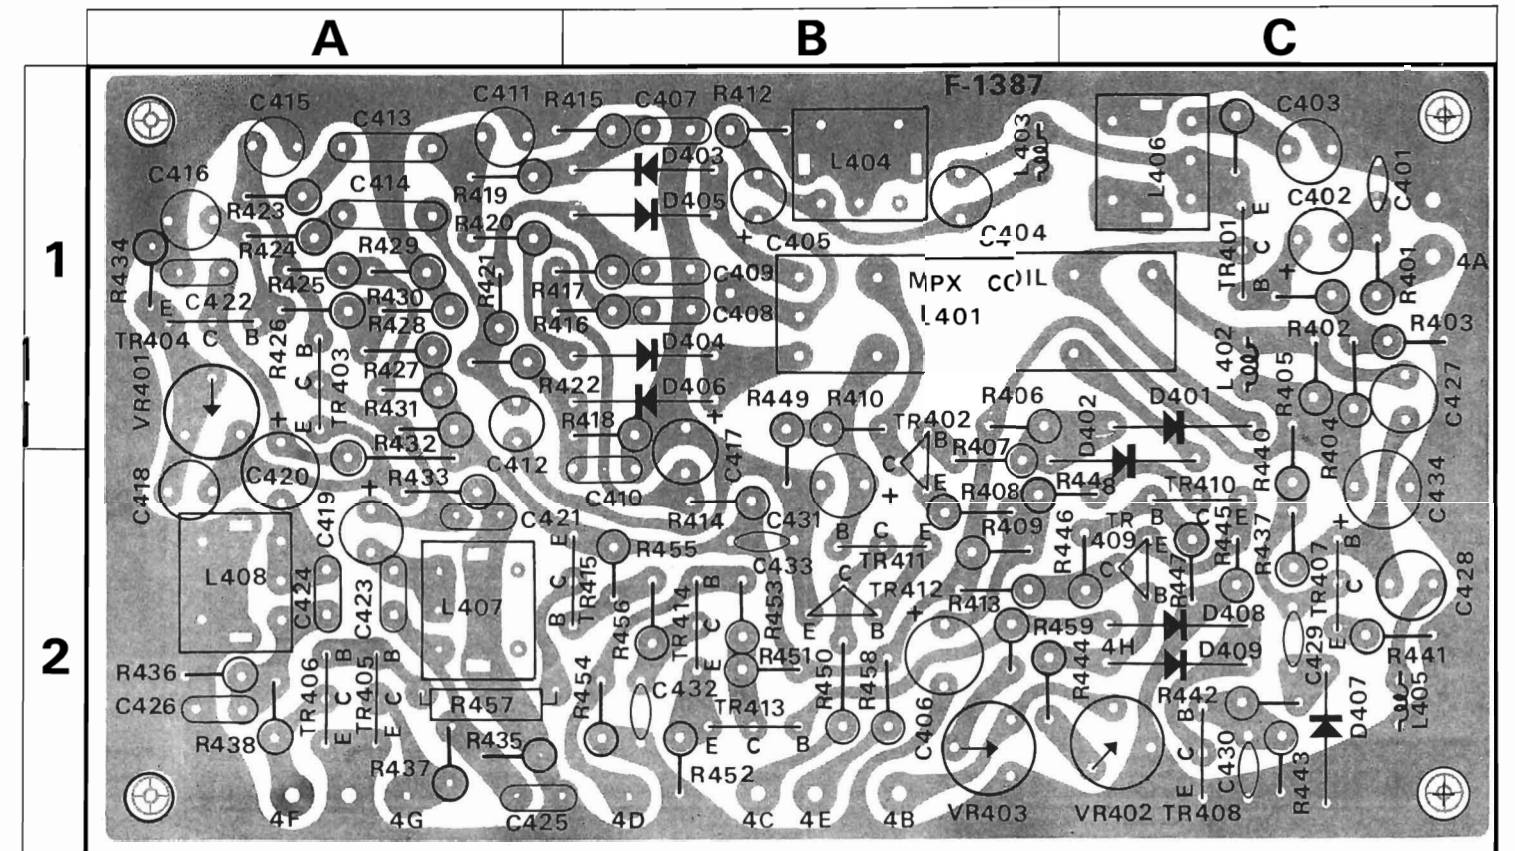 A B C
F-1387
C415 C413 C411 R415 C407 R412 L403 C403
C416 C414 R419 D403 L404 L406 C401
R423 R420 D405 C402
R434 R424 R429 R421 + C405 C404 TR401 E C B +
1 R425 R417 C409 MPX COIL R401 4A
E C422 R430 R416 C408 L401
TR404 C B R426 R428 R402 R403
VR401 B C E TR403 R427 R422 D404 L402 R405
R431 D406 R449 R410 R406 D401 C427
+ R418 + TR402 B D402
R432 C417 C E R407 R440 R404
C418 C420 R433 C412 + R408 R448 C434
C419 + C410 R414 C431 R409 TR410 B C E
C421 B C E R446 TR 409 R445 R437 +
E C B TR415 R455 C433 TR411 E C B R447 TR407 B C E
L408 C424 C423 L407 R456 TR414 B C E R453 C TR412 R413 D408 C428
E B + R459 4H D409 C429
2 R436 R451 R450 R458 R444 R441
C426 TR406 B C E TR405 B C E R457 R454 C432 R442 D407 L405
R438 R435 TR413 E C B C406 TR408 B C E C430
R437 R452 R443
4F 4G C425 4D 4C 4E 4B VR403 VR402